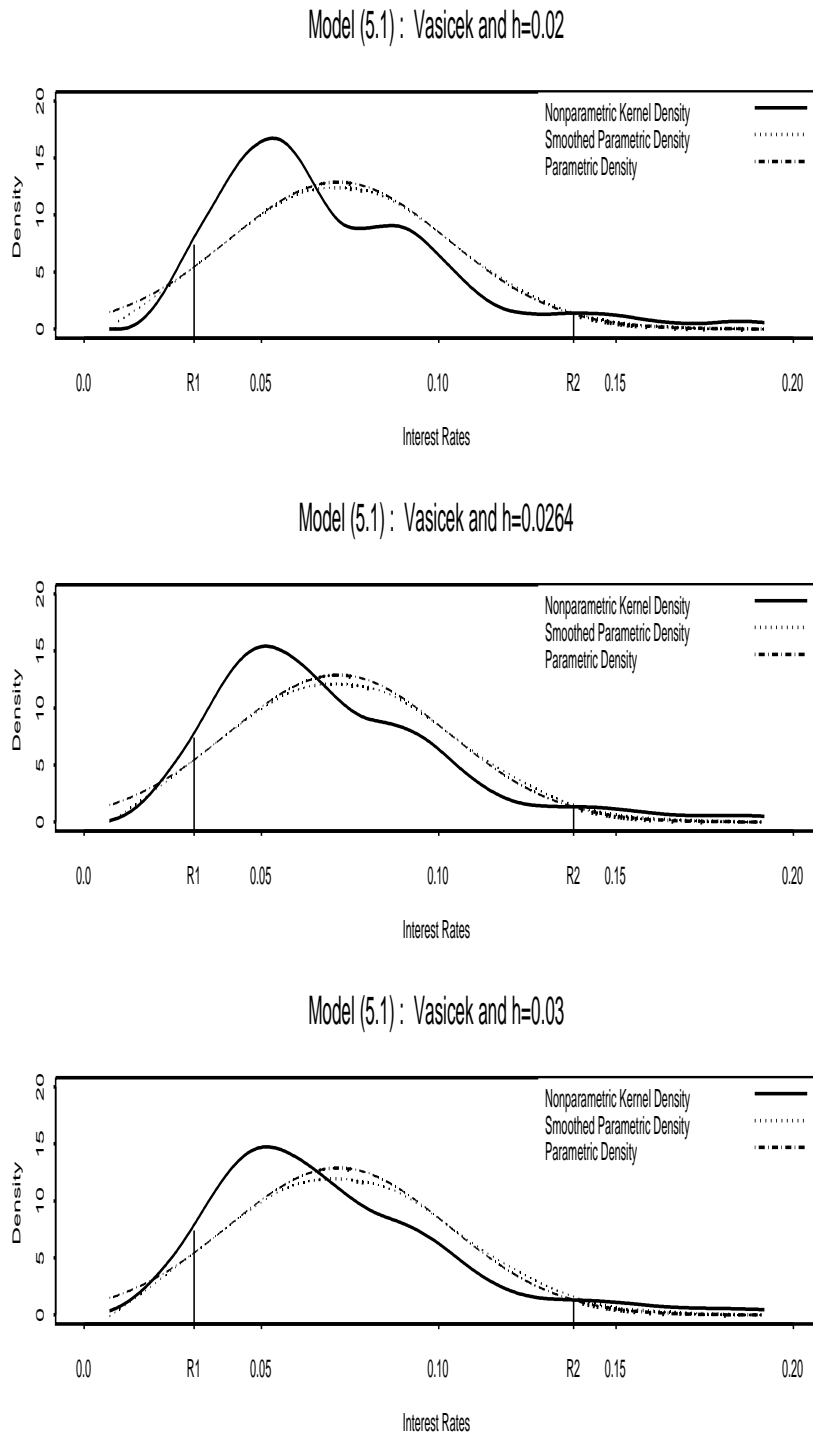 Model (5.1) : Vasicek and h=0.02
Nonparametric Kernel Density
Smoothed Parametric Density
Parametric Density
Density
20
15
10
5
0
0.0 R1 0.05 0.10 R2 0.15 0.20
Interest Rates
Model (5.1) : Vasicek and h=0.0264
Nonparametric Kernel Density
Smoothed Parametric Density
Parametric Density
Density
20
15
10
5
0
0.0 R1 0.05 0.10 R2 0.15 0.20
Interest Rates
Model (5.1) : Vasicek and h=0.03
Nonparametric Kernel Density
Smoothed Parametric Density
Parametric Density
Density
20
15
10
5
0
0.0 R1 0.05 0.10 R2 0.15 0.20
Interest Rates